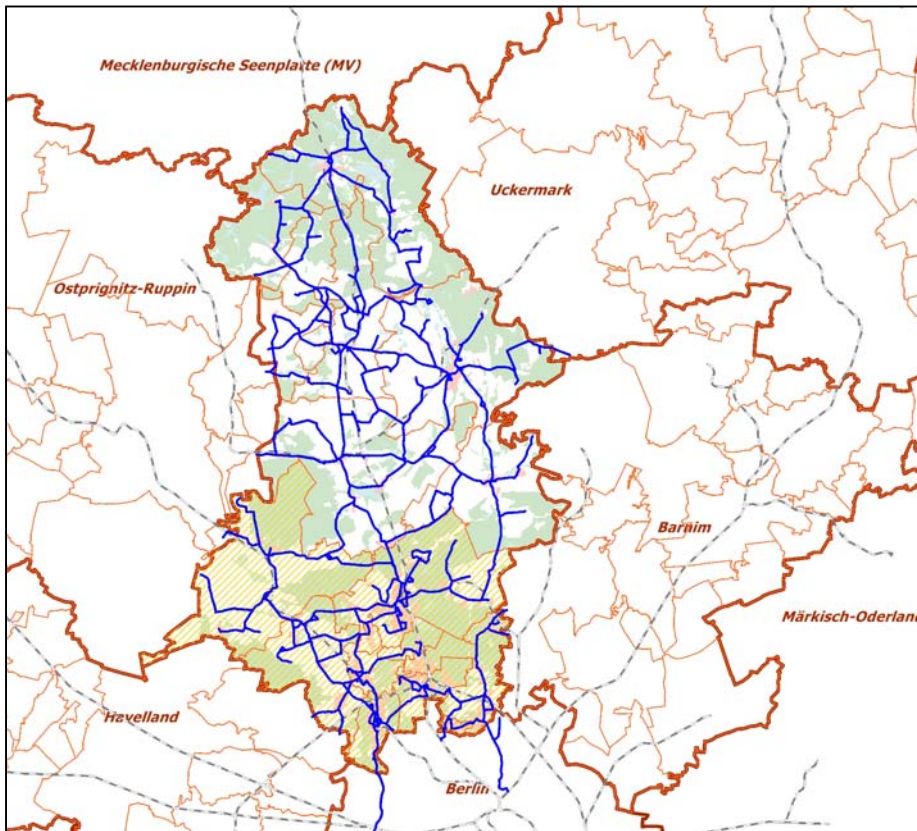 Mecklenburgische Seenplatte (MV)
Uckermark
Ostprignitz-Ruppin
Barnim
Märkisch-Oderland
Havelland
Berlin